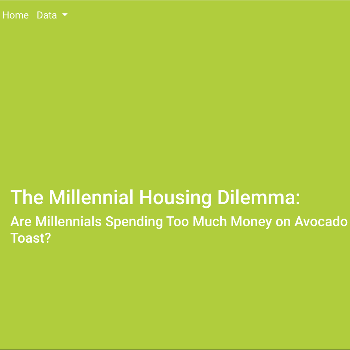 Home Data
The Millennial Housing Dilemma:
Are Millennials Spending Too Much Money on Avocado
Toast?